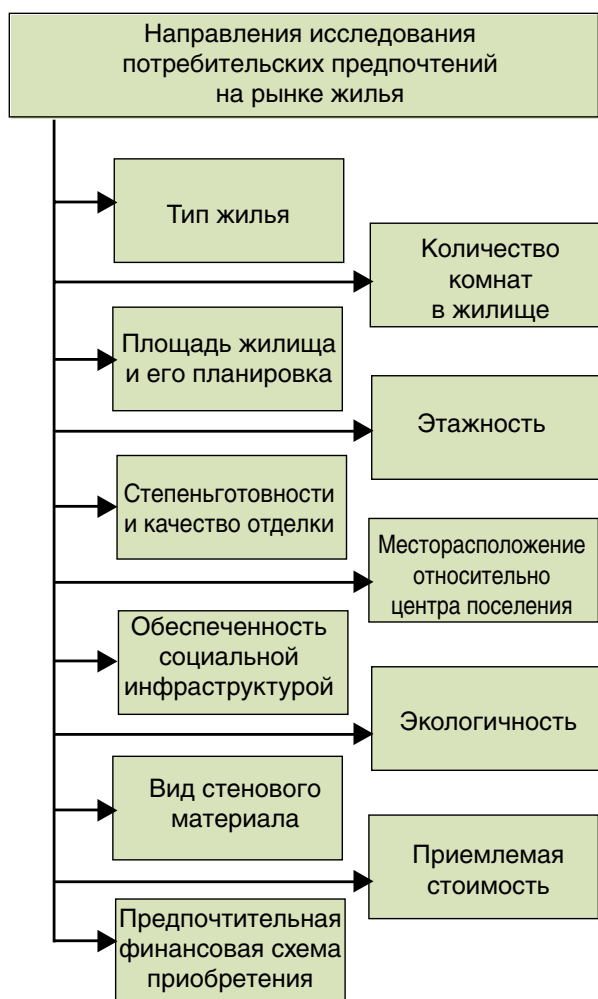 Направления исследования
потребительских предпочтений
на рынке жилья
Тип жилья
Количество
комнат
в жилище
Площадь жилища
и его планировка
Этажность
Степеньготовности
и качество отделки
Месторасположение
относительно
центра поселения
Обеспеченность
социальной
инфраструктурой
Экологичность
Вид стенового
материала
Приемлемая
стоимость
Предпочтительная
финансовая схема
приобретения